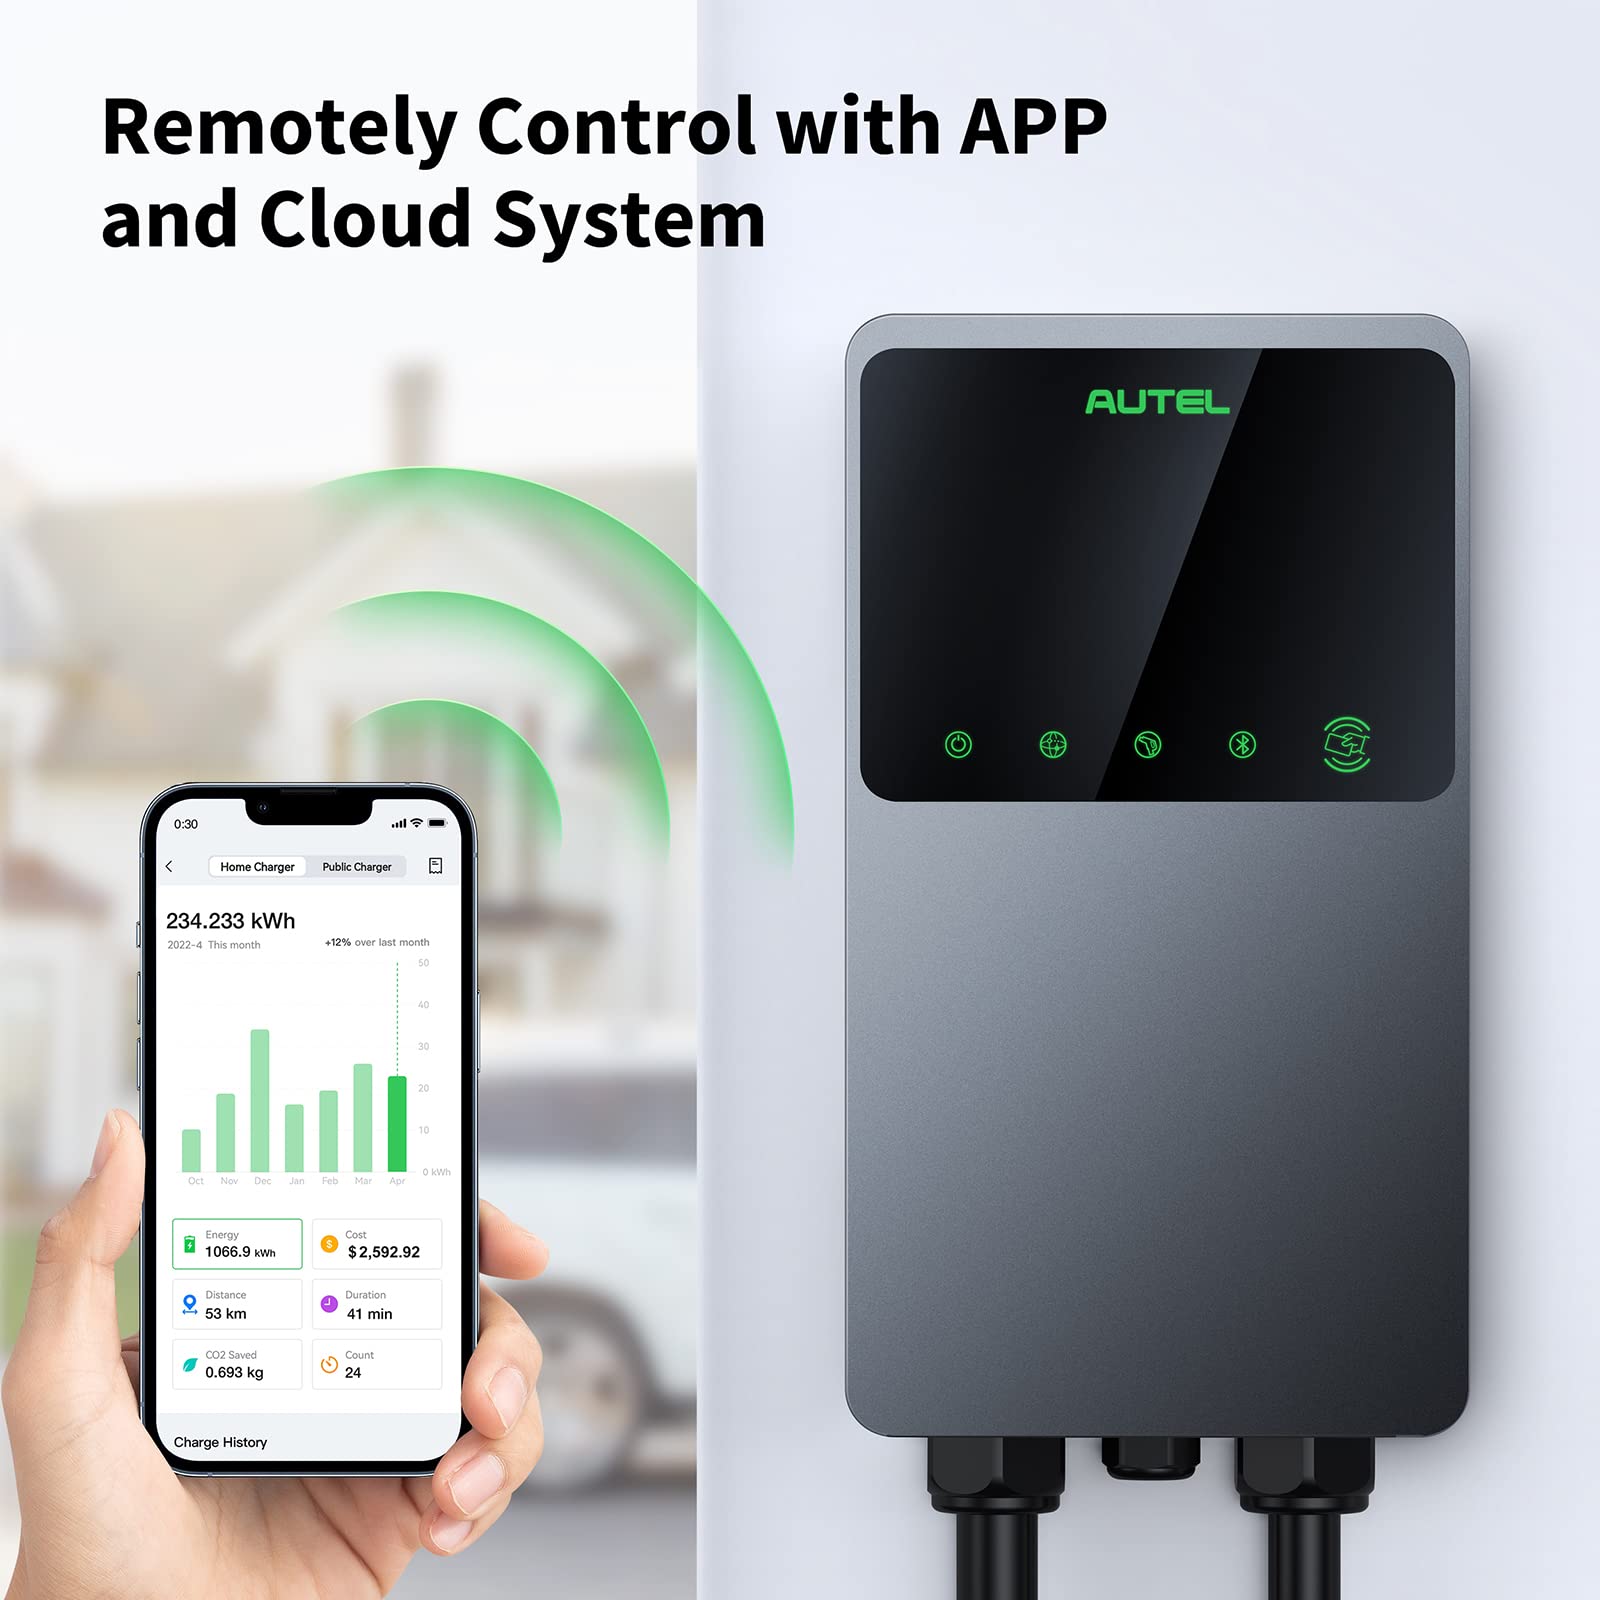 Remotely Control with APP
and Cloud System
AUTEL
0:30
Home Charger Public Charger
234.233 kWh
2022-4 This month +12% over last month
50
40
30
30
20
10
0 kWh
Oct Nov Dec Jan Feb Mar Apr
Energy
1066.9 kWh
Cost
$2,592.92
Distance
53 km
Duration
41 min
CO2 Saved
0.693 kg
Count
24
Charge History